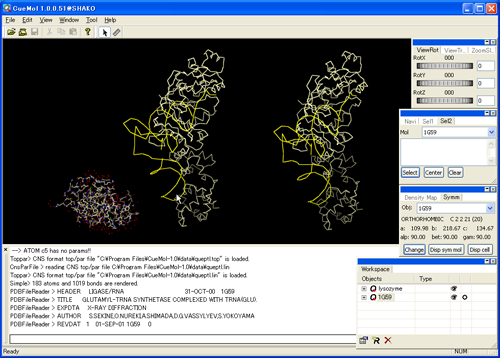 CueMol 1.0.0.51#SHAKO
File Edit View Window Tool Help
ViewRot ViewTr.. ZoomSl..
RotX 000
0
RotY 000
0
RotZ 000
0
Navi Sel1 Sel2
Mol 1G59
Select Center Clear
Density Map Symm
Obj: 1G59
ORTHORHOMBIC C 2 2 21 (20)
a: 109.98 b: 218.67 c: 134.67
alp: 90.00 bet: 90.00 gam: 90.00
Change Disp sym mol Disp cell
---> ATOM c5 has no params!!
Toppar> CNS format top/par file "C:¥Program Files¥CueMol-1.0¥data¥queptl.top" is loaded.
CnsParFile > reading CNS top/par file C:¥Program Files¥CueMol-1.0¥data¥queptl.lin
Toppar> CNS format top/par file "C:¥Program Files¥CueMol-1.0¥data¥queptl.lin" is loaded.
Simple> 183 atoms and 1019 bonds are rendered.
PDBFileReader > HEADER LIGASE/RNA 31-OCT-00 1G59
PDBFileReader > TITLE GLUTAMYL-TRNA SYNTHETASE COMPLEXED WITH TRNA(GLU).
PDBFileReader > EXPDTA X-RAY DIFFRACTION
PDBFileReader > AUTHOR S.SEKINE,O.NUREKI,A.SHIMADA,D.G.VASSYLYEV,S.YOKOYAMA
PDBFileReader > REVDAT 1 01-SEP-01 1G59 0
Workspace
Objects Type
lysozyme
1G59
Ready
NUM